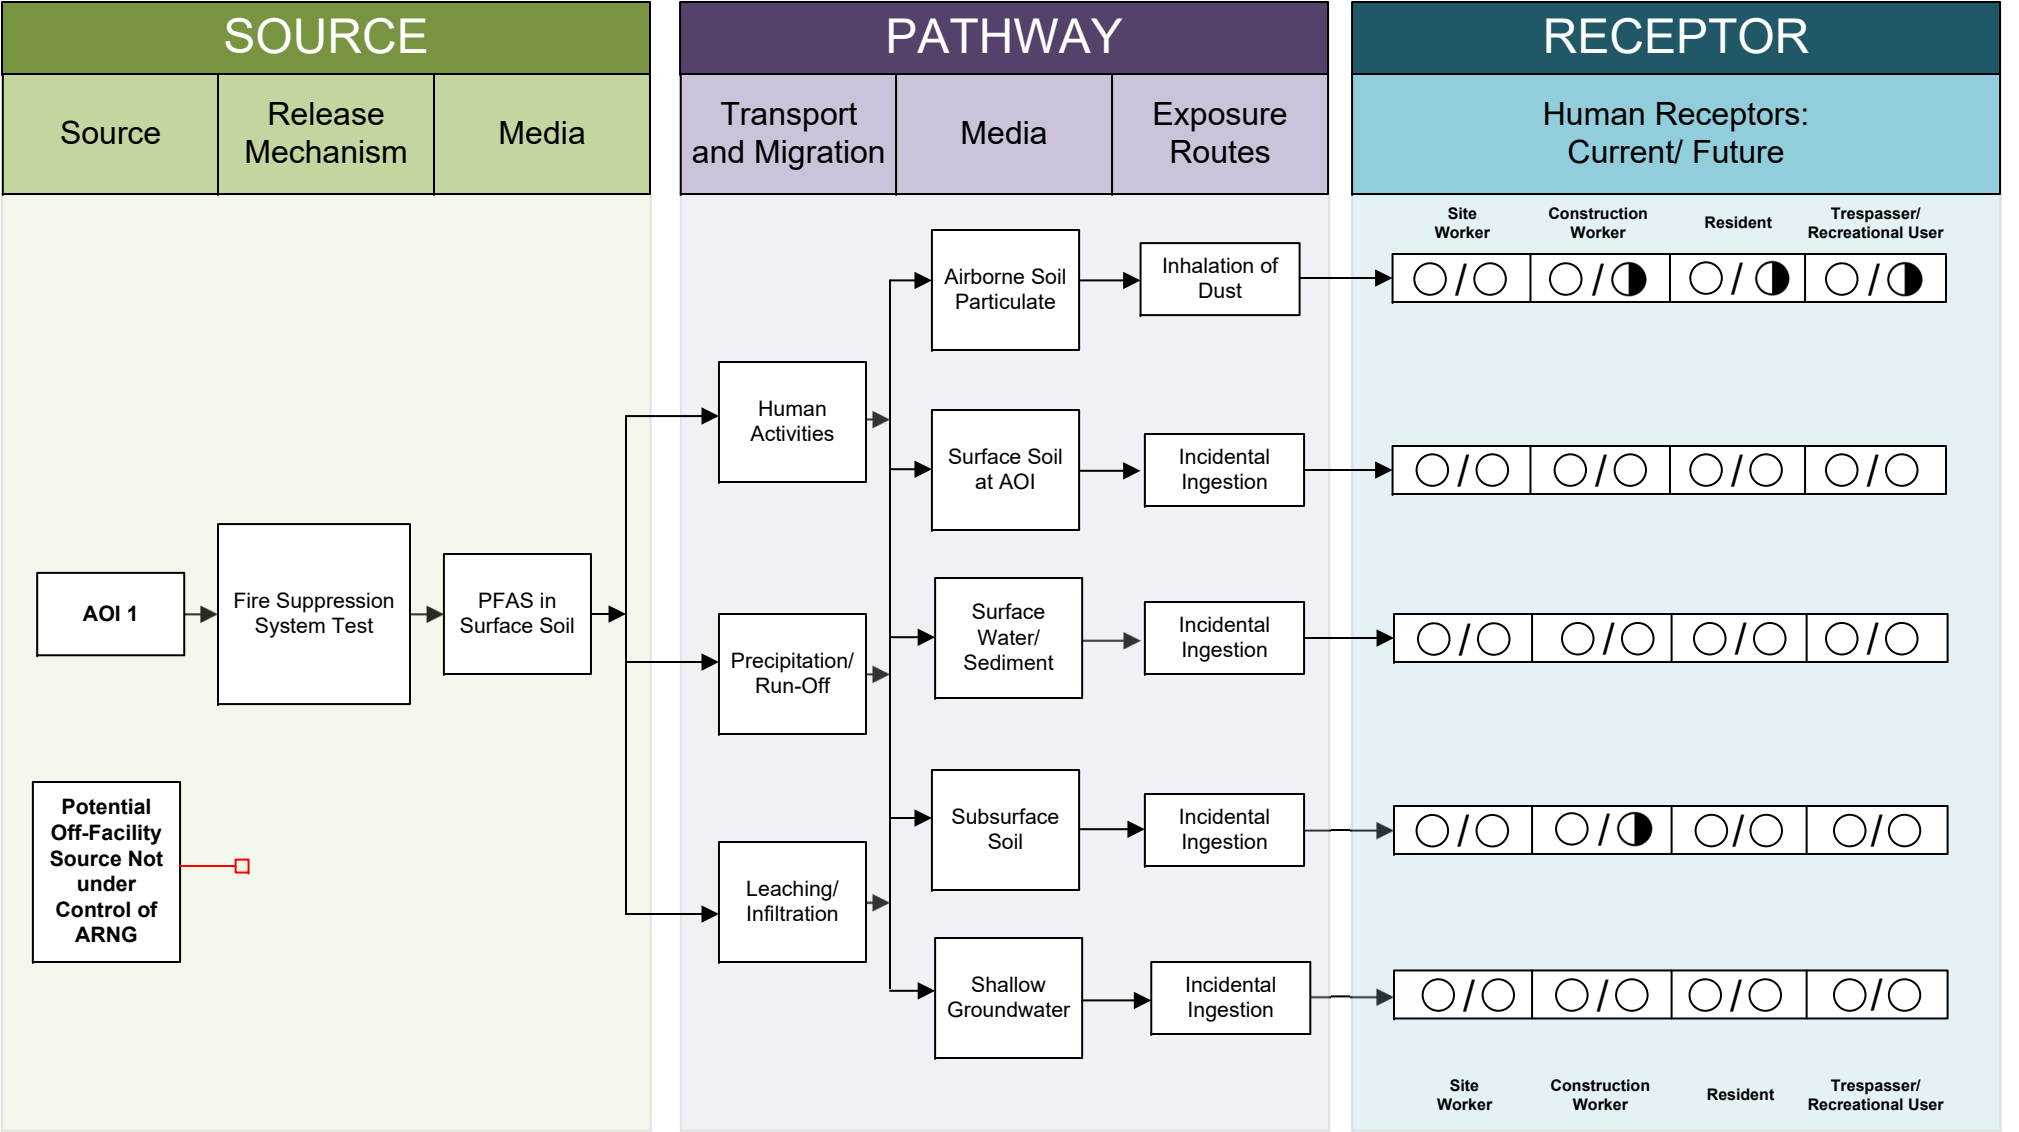 SOURCE
PATHWAY
RECEPTOR
Source
Release
Mechanism
Media
Transport
and Migration
Media
Exposure
Routes
Human Receptors:
Current/ Future
Site
Worker
Construction
Worker
Resident
Trespasser/
Recreational User
Airborne Soil
Particulate
Inhalation of
Dust
/
/
/
/
Human
Activities
Surface Soil
at AOI
Incidental
Ingestion
/
/
/
/
AOI 1
Fire Suppression
System Test
PFAS in
Surface Soil
Precipitation/
Run-Off
Surface
Water/
Sediment
Incidental
Ingestion
/
/
/
/
Potential
Off-Facility
Source Not
under
Control of
ARNG
Subsurface
Soil
Incidental
Ingestion
/
/
/
/
Leaching/
Infiltration
Shallow
Groundwater
Incidental
Ingestion
/
/
/
/
Site
Worker
Construction
Worker
Resident
Trespasser/
Recreational User